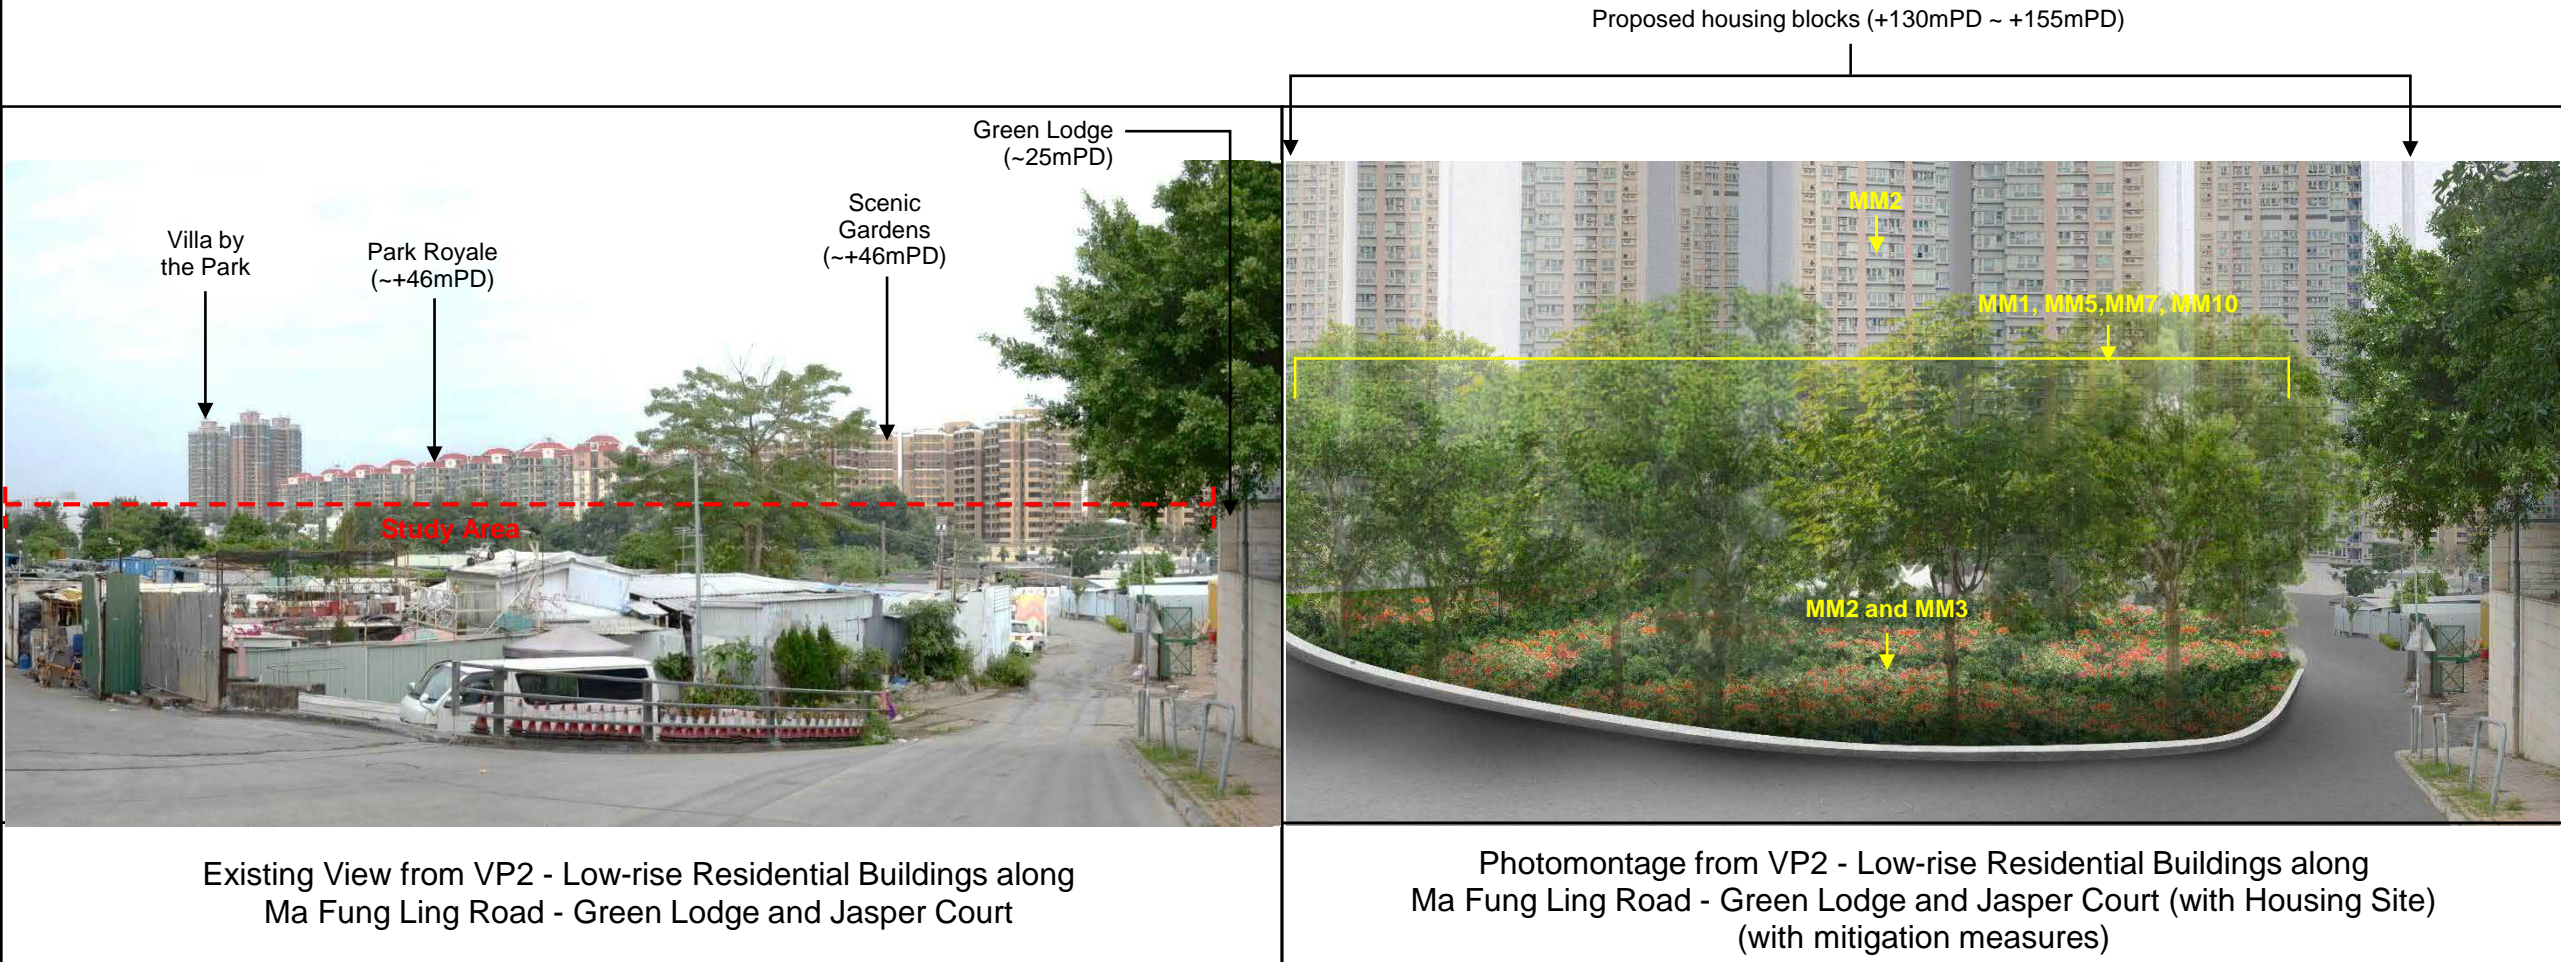 Proposed housing blocks (+130mPD ~ +155mPD)
Green Lodge
(~25mPD)
Scenic
Gardens
(~+46mPD)
Villa by
the Park
Park Royale
(~+46mPD)
Study Area
MM2
MM1, MM5,MM7, MM10
MM2 and MM3
Existing View from VP2 - Low-rise Residential Buildings along
Ma Fung Ling Road - Green Lodge and Jasper Court
Photomontage from VP2 - Low-rise Residential Buildings along
Ma Fung Ling Road - Green Lodge and Jasper Court (with Housing Site)
(with mitigation measures)